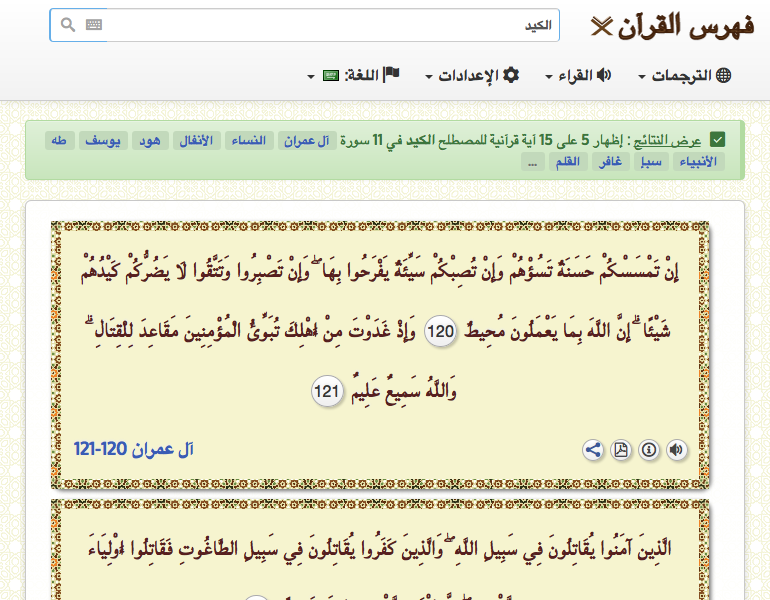 فهرس القرآن
الكيد
الترجمات
القراء
الإعدادات
اللغة:
عرض النتائج : إظهار 5 على 15 آية قرآنية للمصطلح الكيد في 11 سورة آل عمران النساء الأنفال هود يوسف طه
الأنبياء سبإ غافر القلم ...
إِنْ تَمْسَسْكُمْ حَسَنَةٌ تَسُؤْهُمْ وَإِنْ تُصِبْكُمْ سَيِّئَةٌ يَفْرَحُوا بِهَا ۖ وَإِنْ تَصْبِرُوا وَتَتَّقُوا لَا يَضُرُّكُمْ كَيْدُهُمْ
شَيْئًا ۗ إِنَّ اللَّهَ بِمَا يَعْمَلُونَ مُحِيطٌ 120 وَإِذْ غَدَوْتَ مِنْ أَهْلِكَ تُبَوِّئُ الْمُؤْمِنِينَ مَقَاعِدَ لِلْقِتَالِ ۗ
وَاللَّهُ سَمِيعٌ عَلِيمٌ 121
آل عمران 120-121
الَّذِينَ آمَنُوا يُقَاتِلُونَ فِي سَبِيلِ اللَّهِ ۖ وَالَّذِينَ كَفَرُوا يُقَاتِلُونَ فِي سَبِيلِ الطَّاغُوتِ فَقَاتِلُوا أَوْلِيَاءَ